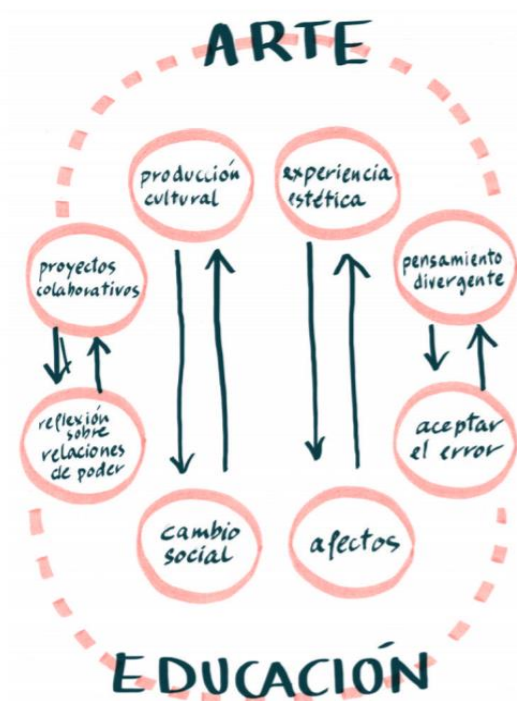 ARTE
producción
cultural
experiencia
estética
proyectos
colaborativos
pensamiento
divergente
reflexión
sobre
relaciones
de poder
aceptar
el error
cambio
social
afectos
EDUCACIÓN